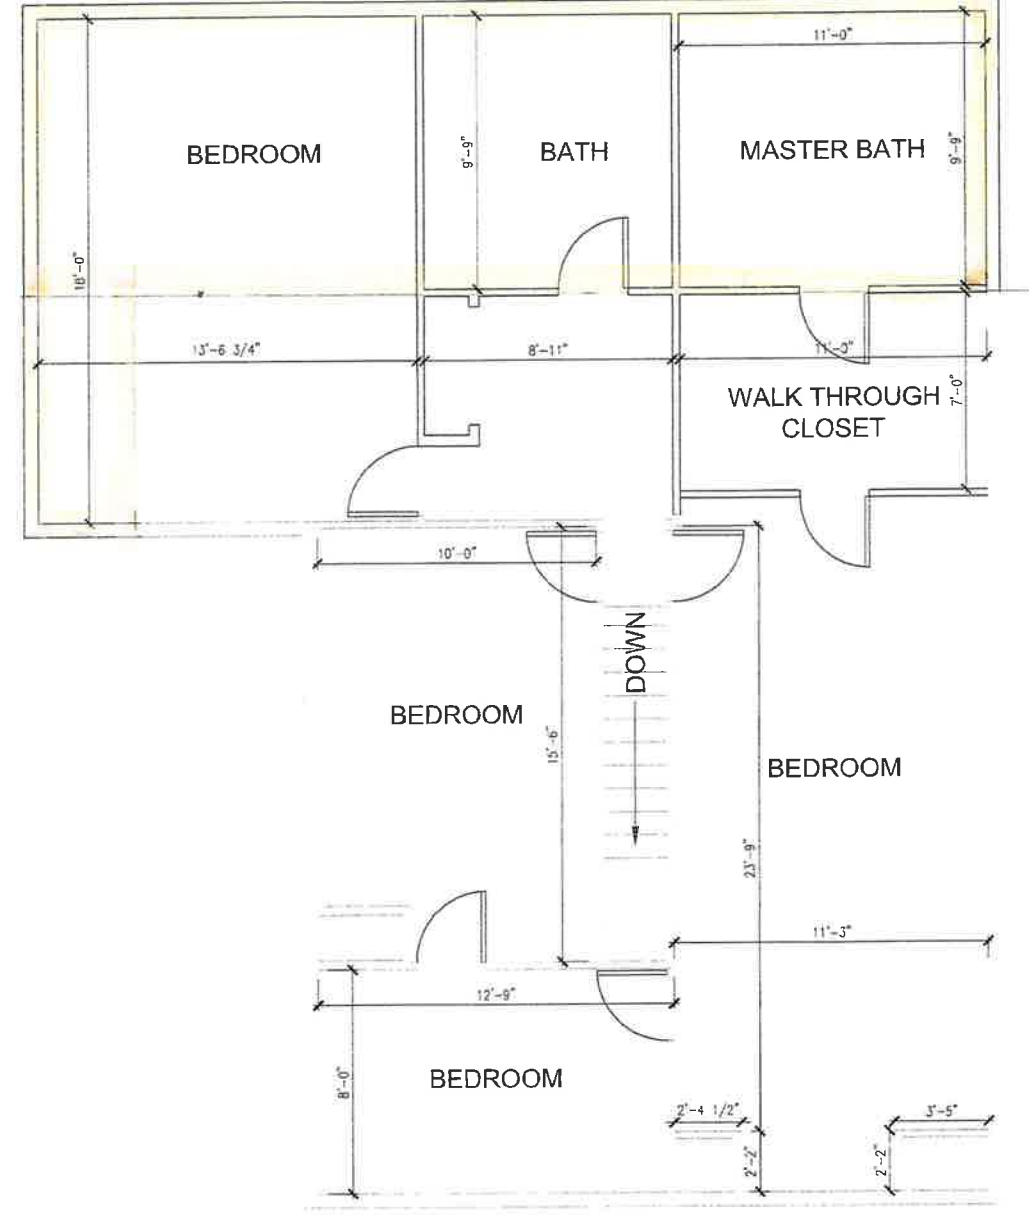 11'-0"
BEDROOM
BATH
MASTER BATH
9'-9"
9'-9"
18'-0"
13'-6 3/4"
8'-11"
11'-0"
WALK THROUGH
CLOSET
7'-0"
10'-0"
DOWN
BEDROOM
15'-6"
BEDROOM
23'-9"
11'-3"
12'-9"
BEDROOM
8'-0"
2'-4 1/2"
3'-5"
2'-2"
2'-2"